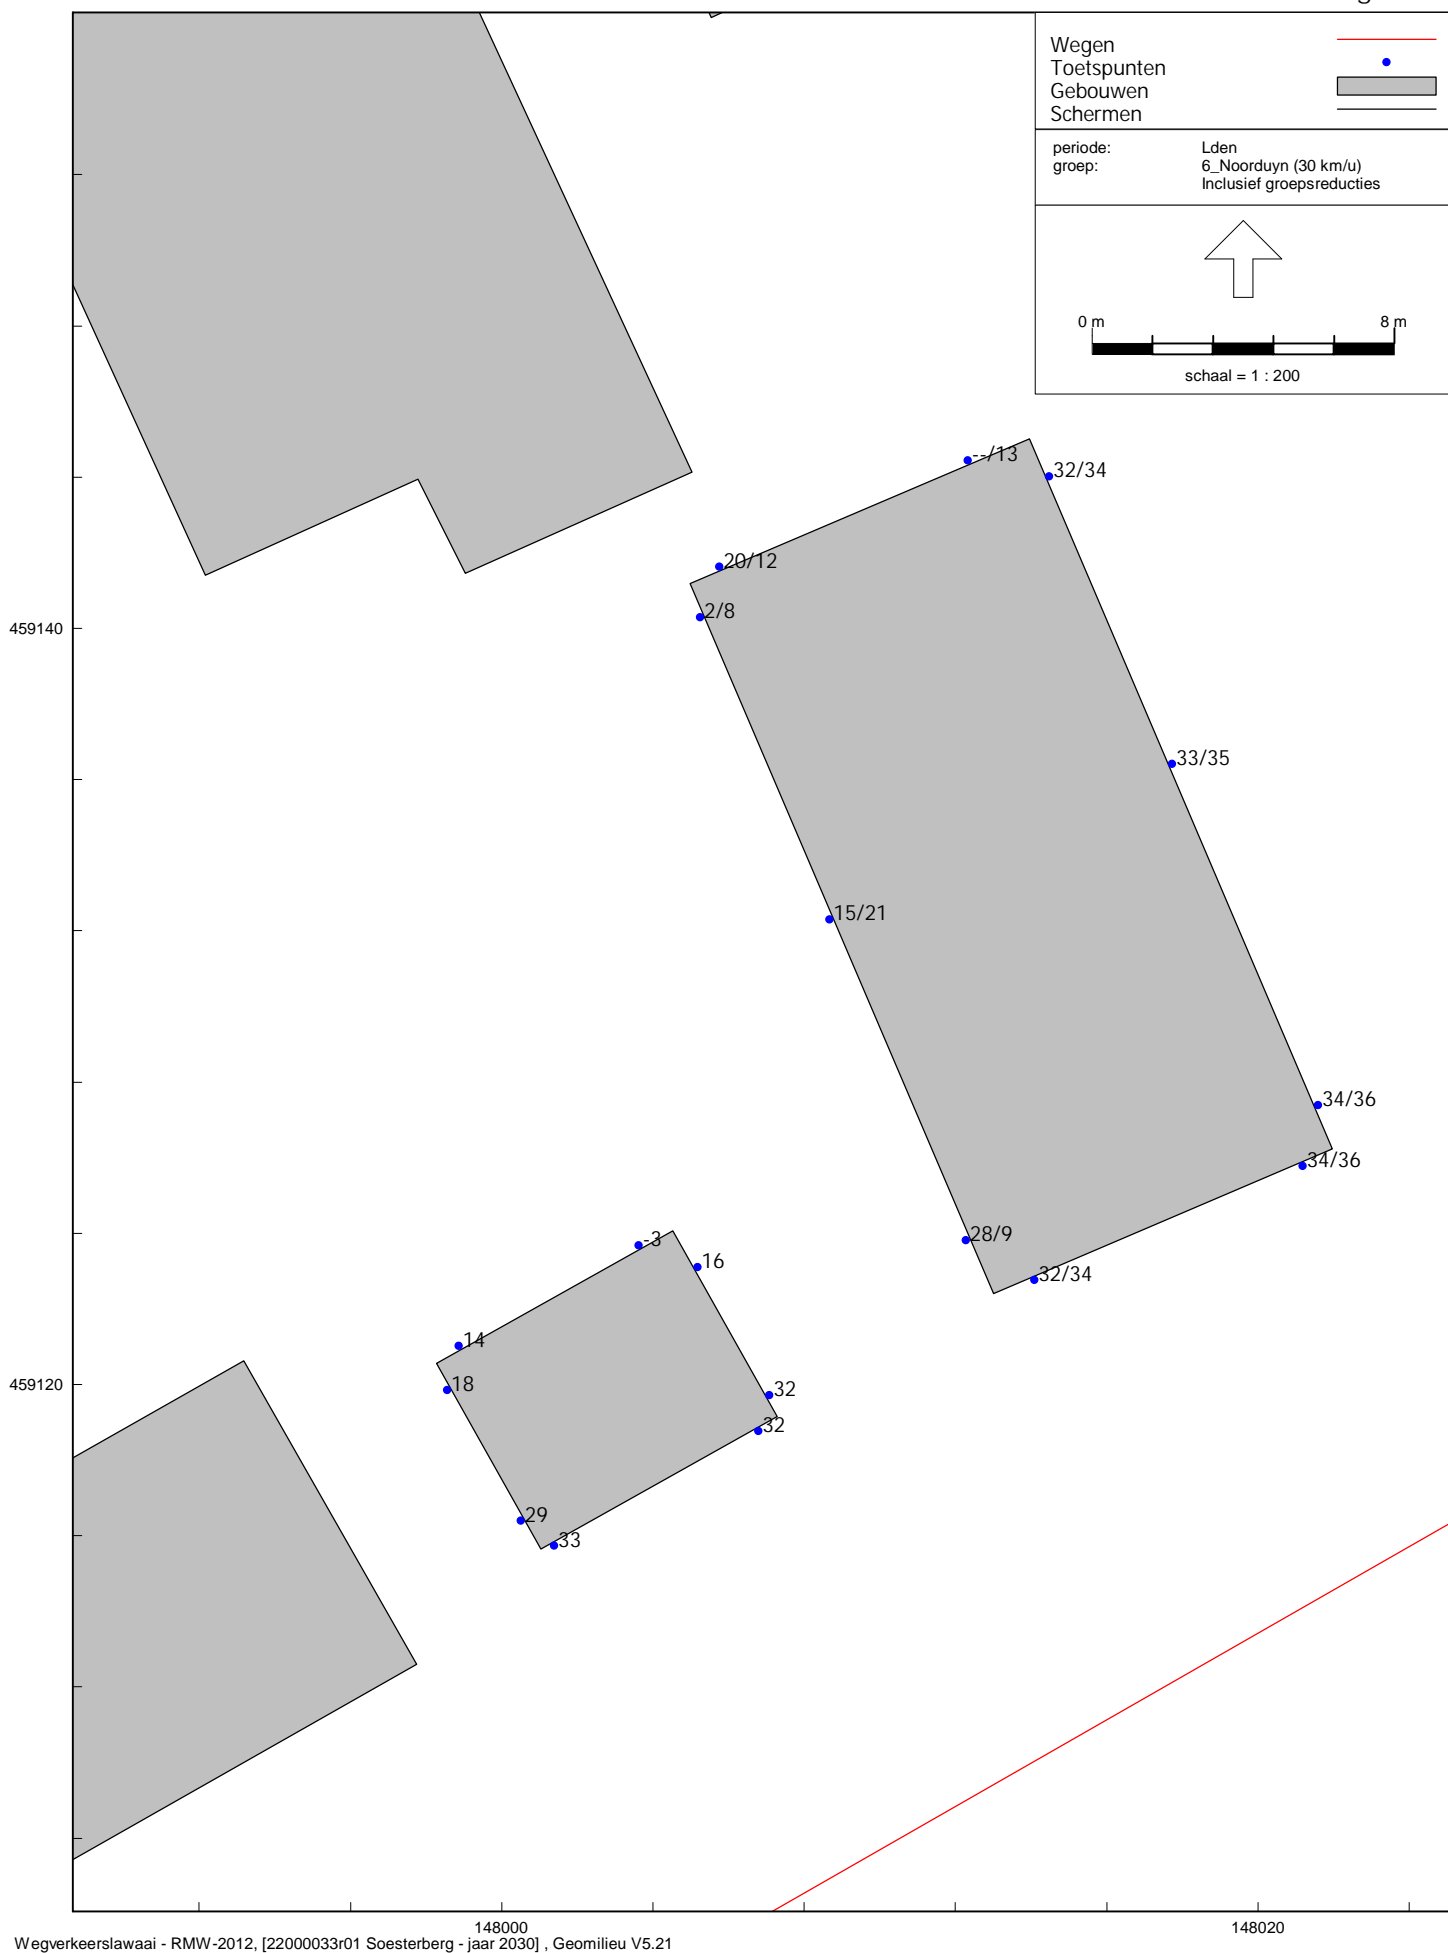 g
Wegen
Toetspunten
Gebouwen
Schermen
periode: Lden
groep: 6_Noorduyn (30 km/u)
Inclusief groepsreducties
0 m 8 m
schaal = 1 : 200
--/13
32/34
20/12
2/8
459140
33/35
15/21
34/36
34/36
28/9
-3
16
32/34
14
18
459120
32
32
29
33
148000
148020
Wegverkeerslawaai - RMW-2012, [22000033r01 Soesterberg - jaar 2030] , Geomilieu V5.21